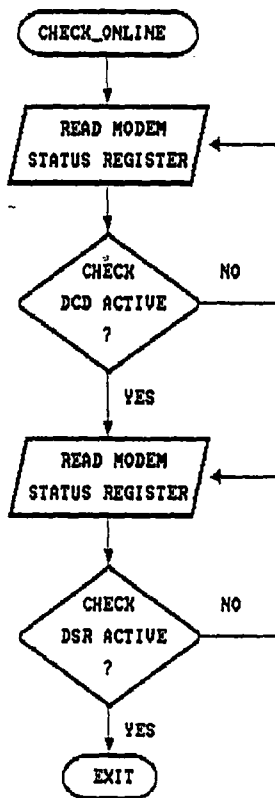 CHECK_ONLINE
READ MODEM
STATUS REGISTER
CHECK
DCD ACTIVE
?
NO
YES
READ MODEM
STATUS REGISTER
CHECK
DSR ACTIVE
?
NO
YES
EXIT